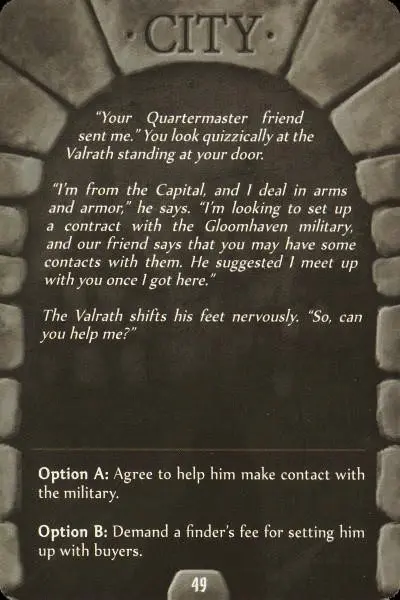 · CITY ·
“Your Quartermaster friend
sent me.” You look quizzically at the
Valrath standing at your door.
“I’m from the Capital, and I deal in arms
and armor,” he says. “I’m looking to set up
a contract with the Gloomhaven military,
and our friend says that you may have some
contacts with them. He suggested I meet up
with you once I got here.”
The Valrath shifts his feet nervously. “So, can
you help me?”
Option A: Agree to help him make contact with
the military.
Option B: Demand a finder’s fee for setting him
up with buyers.
49